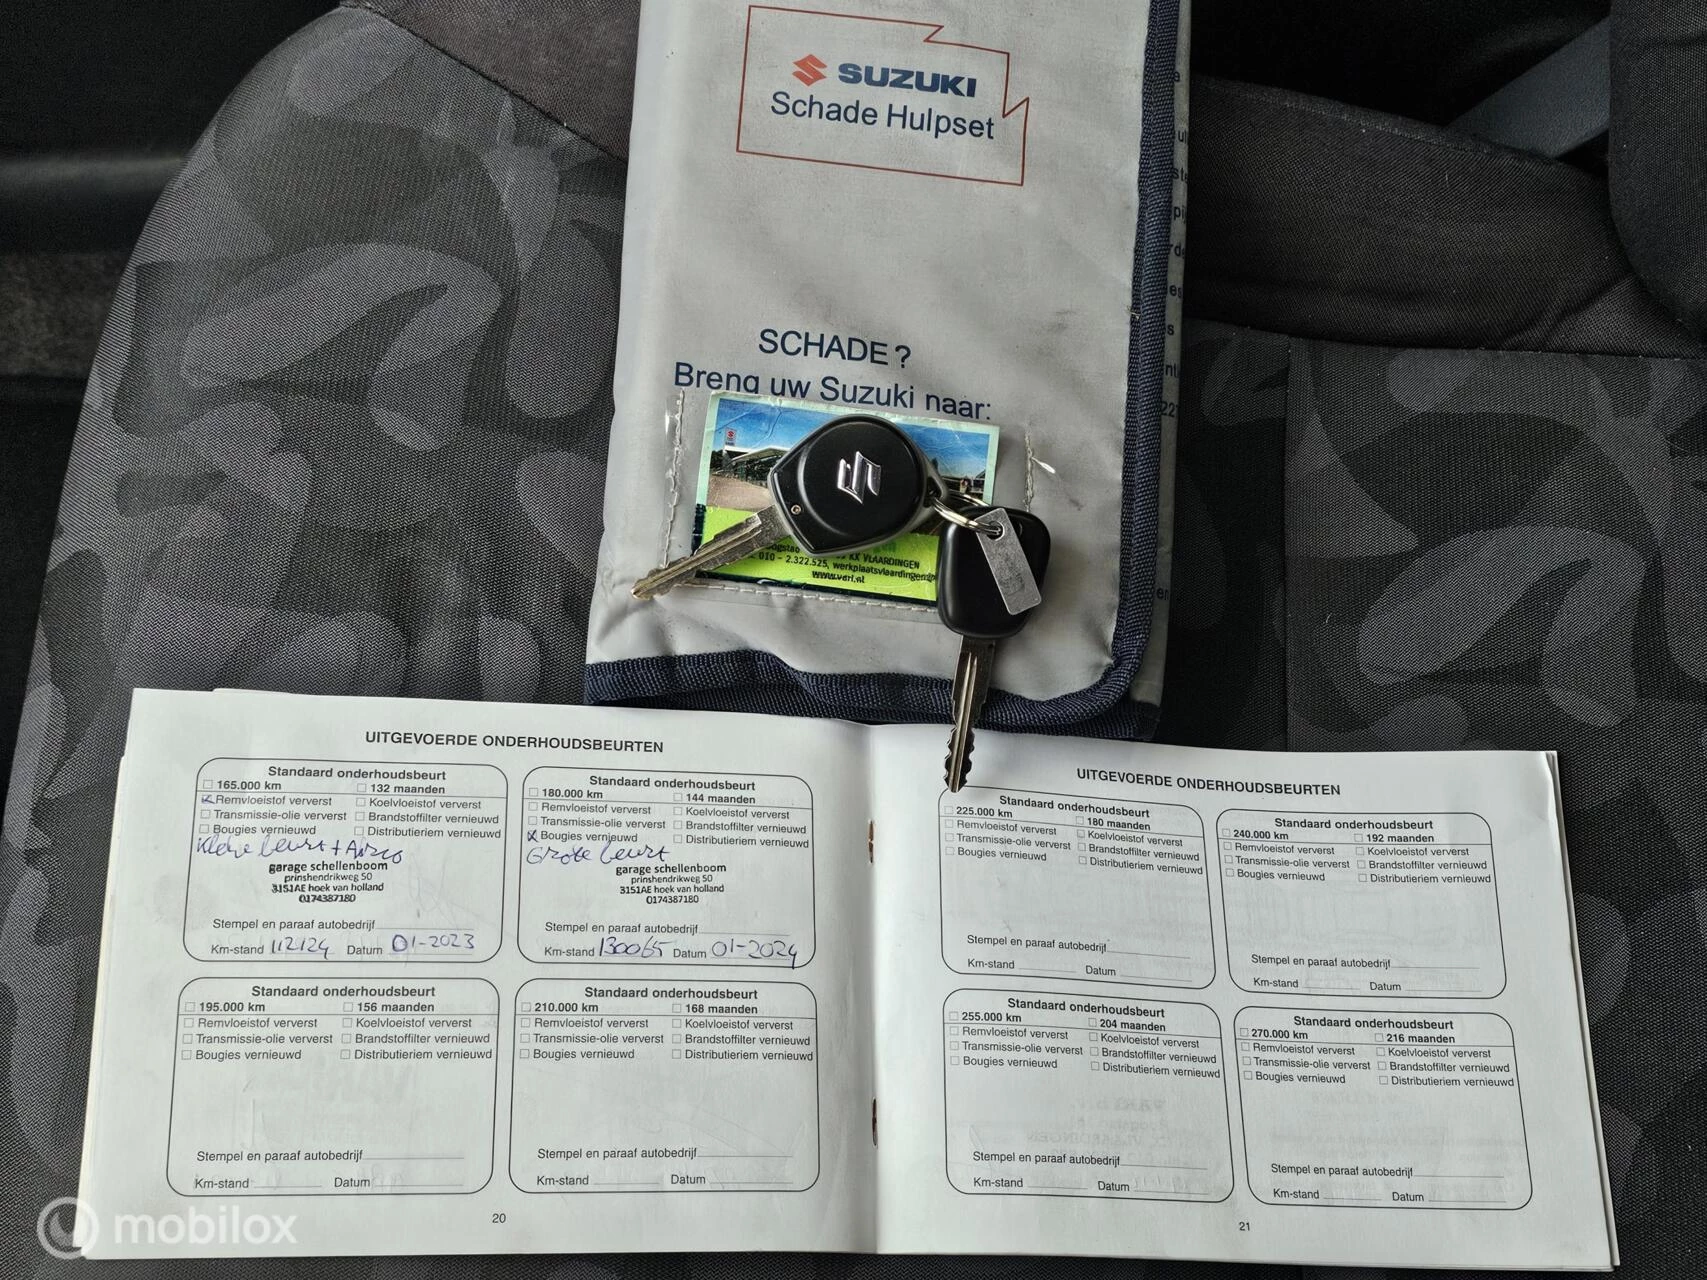 SUZUKI
Schade Hulpset
SCHADE?
Breng uw Suzuki naar:
KK VLAARDINGEN
010 - 2.322.525, werkplaatsvlaardingen
www.vari.nl
UITGEVOERDE ONDERHOUDSBEURTEN
Standaard onderhoudsbeurt
165.000 km 132 maanden
Remvloeistof ververst Koelvloeistof ververst
Transmissie-olie ververst Brandstoffilter vernieuwd
Bougies vernieuwd Distributieriem vernieuwd
Kleine beurt + Airco
garage schellenboom
prinshendrikweg 50
3151AE hoek van holland
0174387180
Stempel en paraaf autobedrijf
Km-stand 112124 Datum 01-2023
Standaard onderhoudsbeurt
180.000 km 144 maanden
Remvloeistof ververst Koelvloeistof ververst
Transmissie-olie ververst Brandstoffilter vernieuwd
Bougies vernieuwd Distributieriem vernieuwd
Grote beurt
garage schellenboom
prinshendrikweg 50
3151AE hoek van holland
0174387180
Stempel en paraaf autobedrijf
Km-stand 130065 Datum 01-2024
Standaard onderhoudsbeurt
195.000 km 156 maanden
Remvloeistof ververst Koelvloeistof ververst
Transmissie-olie ververst Brandstoffilter vernieuwd
Bougies vernieuwd Distributieriem vernieuwd
Stempel en paraaf autobedrijf
Km-stand Datum
Standaard onderhoudsbeurt
210.000 km 168 maanden
Remvloeistof ververst Koelvloeistof ververst
Transmissie-olie ververst Brandstoffilter vernieuwd
Bougies vernieuwd Distributieriem vernieuwd
Stempel en paraaf autobedrijf
Km-stand Datum
20
UITGEVOERDE ONDERHOUDSBEURTEN
Standaard onderhoudsbeurt
225.000 km 180 maanden
Remvloeistof ververst Koelvloeistof ververst
Transmissie-olie ververst Brandstoffilter vernieuwd
Bougies vernieuwd Distributieriem vernieuwd
Stempel en paraaf autobedrijf
Km-stand Datum
Standaard onderhoudsbeurt
240.000 km 192 maanden
Remvloeistof ververst Koelvloeistof ververst
Transmissie-olie ververst Brandstoffilter vernieuwd
Bougies vernieuwd Distributieriem vernieuwd
Stempel en paraaf autobedrijf
Km-stand Datum
Standaard onderhoudsbeurt
255.000 km 204 maanden
Remvloeistof ververst Koelvloeistof ververst
Transmissie-olie ververst Brandstoffilter vernieuwd
Bougies vernieuwd Distributieriem vernieuwd
Stempel en paraaf autobedrijf
Km-stand Datum
Standaard onderhoudsbeurt
270.000 km 216 maanden
Remvloeistof ververst Koelvloeistof ververst
Transmissie-olie ververst Brandstoffilter vernieuwd
Bougies vernieuwd Distributieriem vernieuwd
Stempel en paraaf autobedrijf
Km-stand Datum
21
mobilox